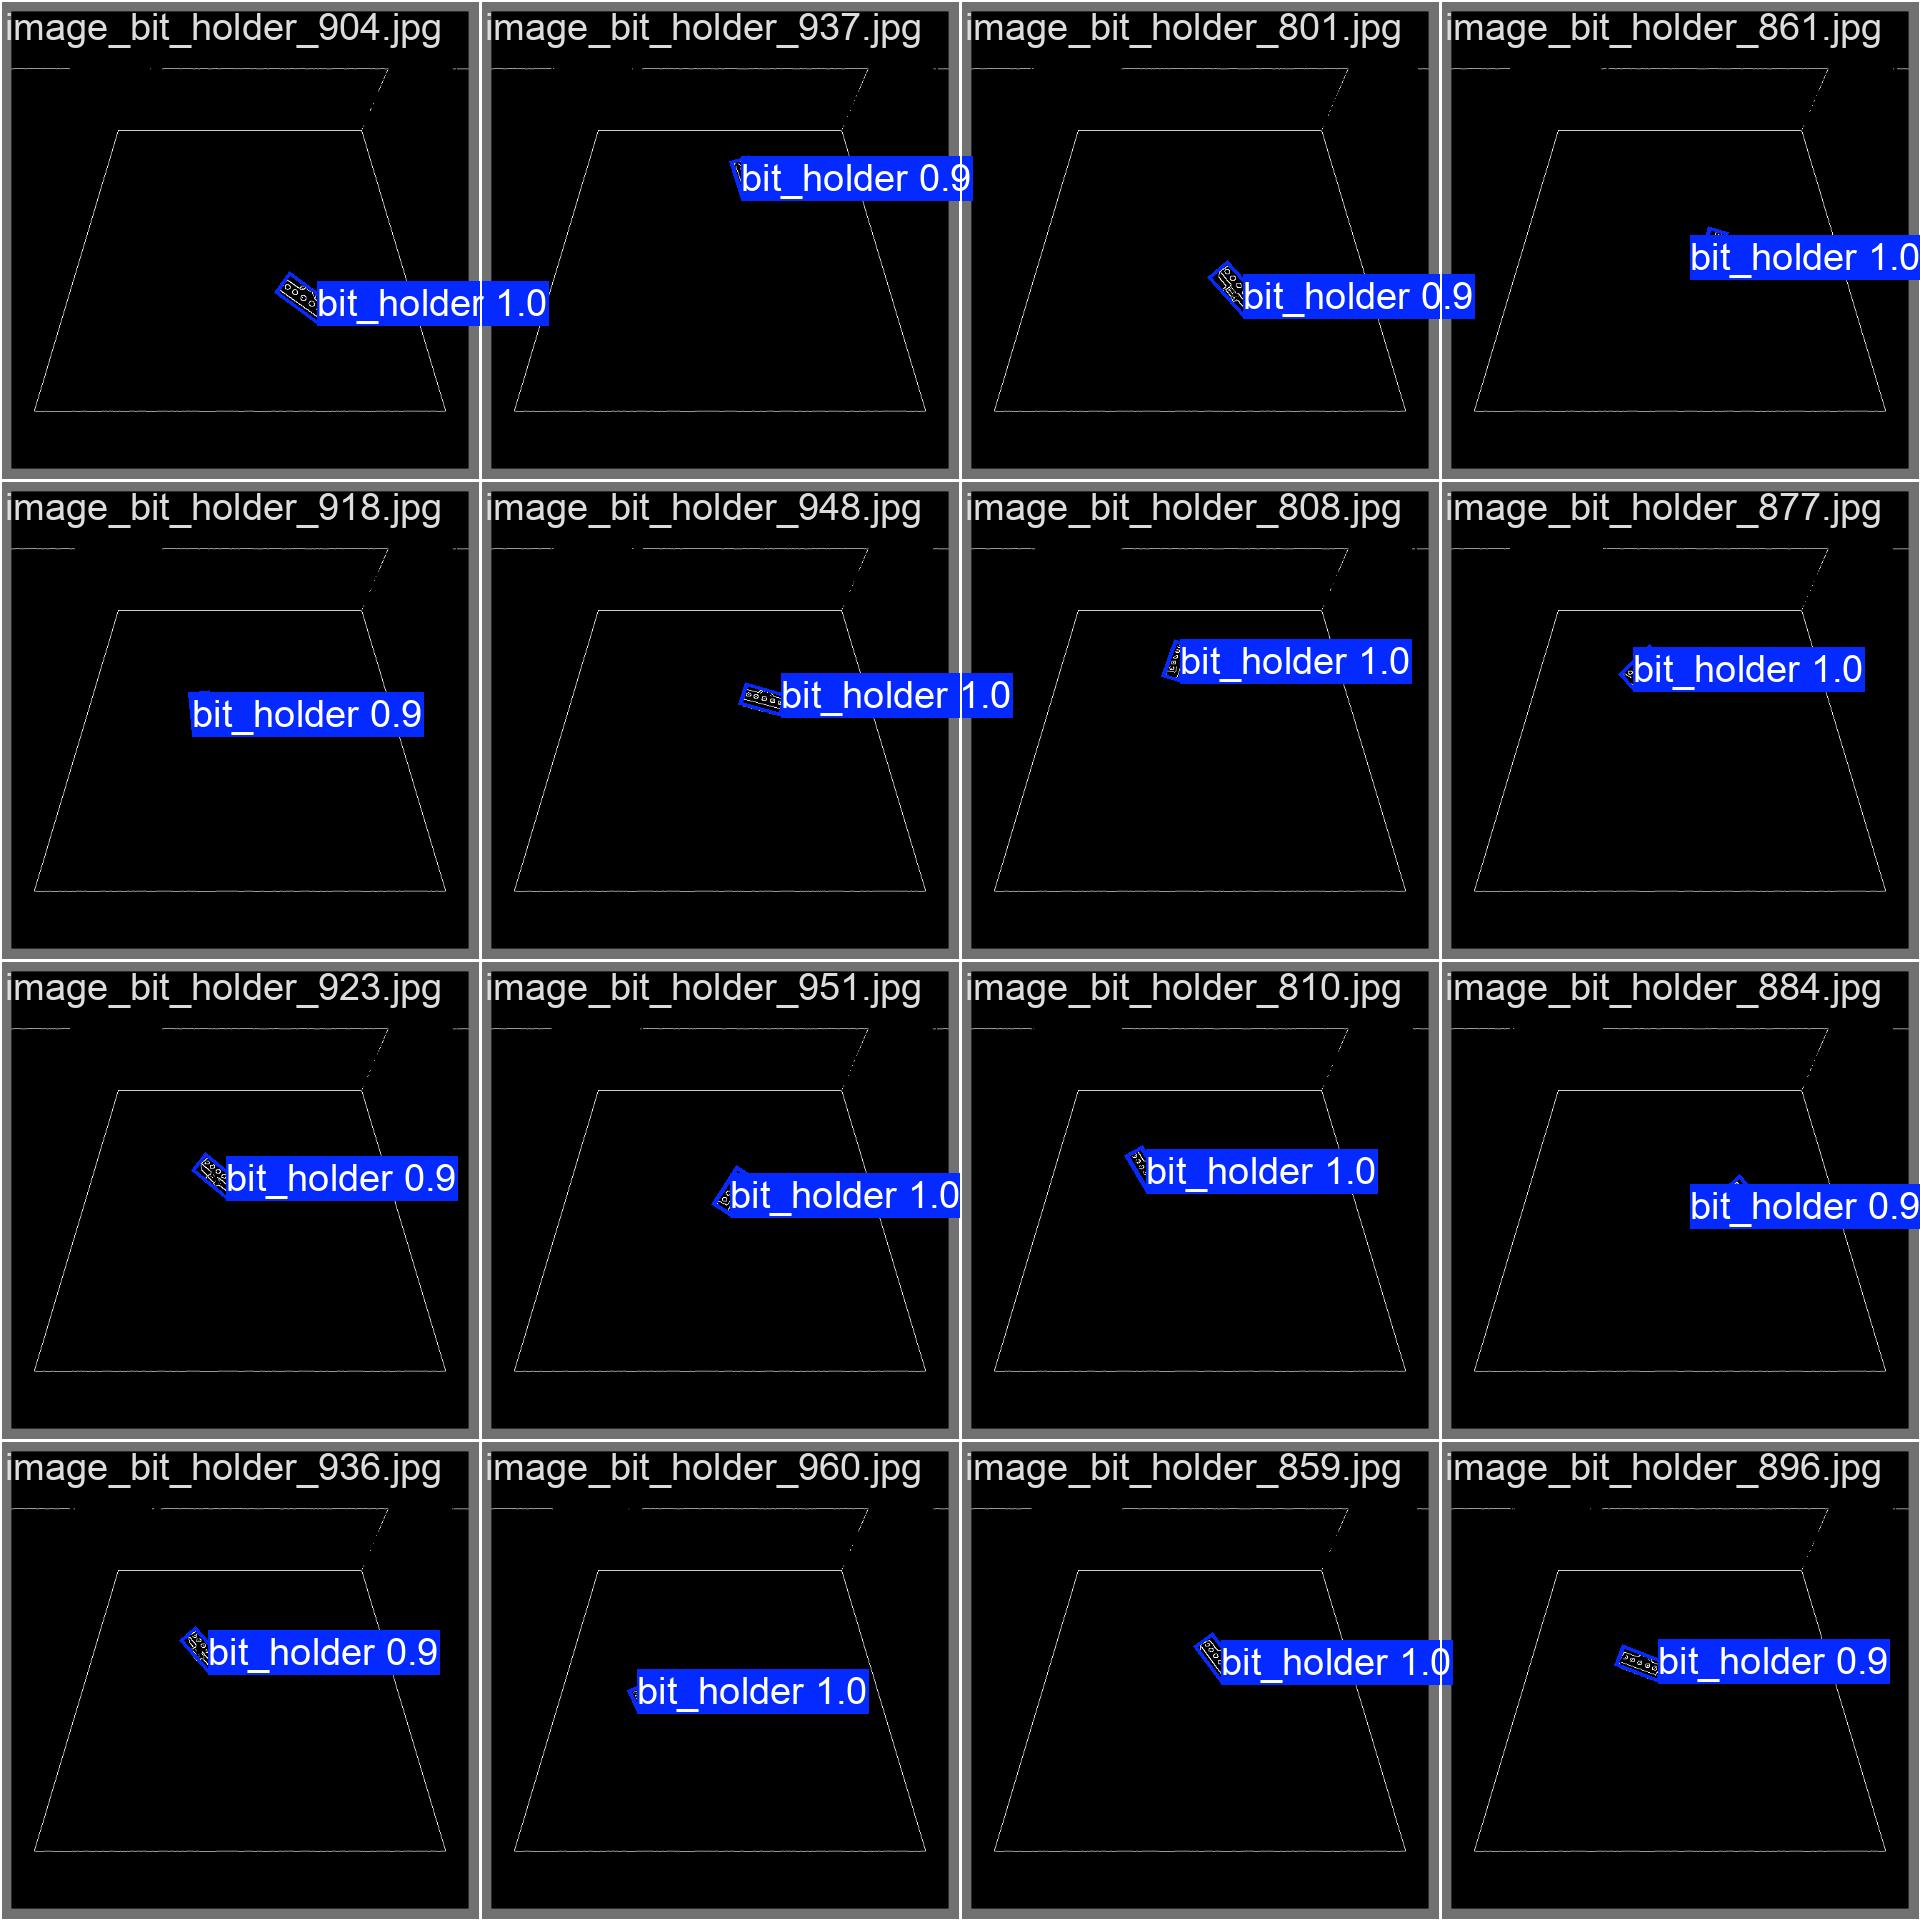 image_bit_holder_904.jpg
bit_holder 1.0
image_bit_holder_937.jpg
bit_holder 0.9
image_bit_holder_801.jpg
bit_holder 0.9
image_bit_holder_861.jpg
bit_holder 1.0
image_bit_holder_918.jpg
bit_holder 0.9
image_bit_holder_948.jpg
bit_holder 1.0
image_bit_holder_808.jpg
bit_holder 1.0
image_bit_holder_877.jpg
bit_holder 1.0
image_bit_holder_923.jpg
bit_holder 0.9
image_bit_holder_951.jpg
bit_holder 1.0
image_bit_holder_810.jpg
bit_holder 1.0
image_bit_holder_884.jpg
bit_holder 0.9
image_bit_holder_936.jpg
bit_holder 0.9
image_bit_holder_960.jpg
bit_holder 1.0
image_bit_holder_859.jpg
bit_holder 1.0
image_bit_holder_896.jpg
bit_holder 0.9